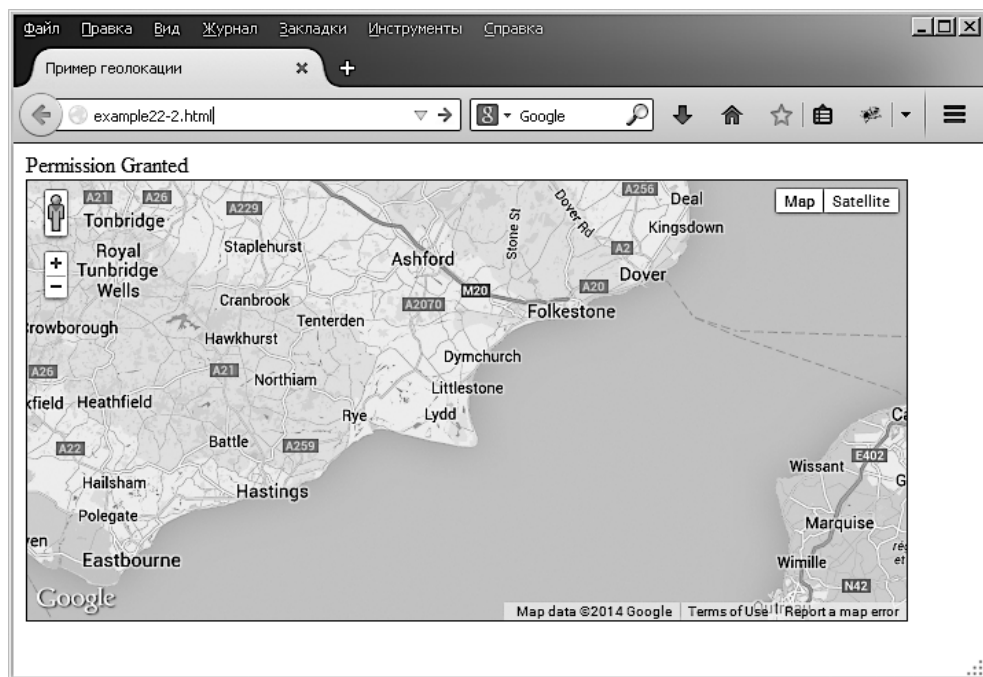 Файл Правка Вид Журнал Закладки Инструменты Справка
Пример геолокации
example22-2.html
8 Google
Permission Granted
A21 A26 A229 A256
Tonbridge Stone St Dover Rd Deal
Map Satellite
Kingsdown
Royal Tunbridge Wells
Staplehurst
Ashford
A2
Dover
+
−
M20 A20
Cranbrook
A2070
Folkestone
Tenterden
Crowborough
Hawkhurst
Dymchurch
A26
A21
Northiam
Littlestone
Heathfield
Rye
Lydd
A22
Battle
A259
E402
Wissant
Hailsham
Hastings
Polegate
Marquise
Eastbourne
Wimille
N42
Google
Map data ©2014 Google Terms of Use Report a map error